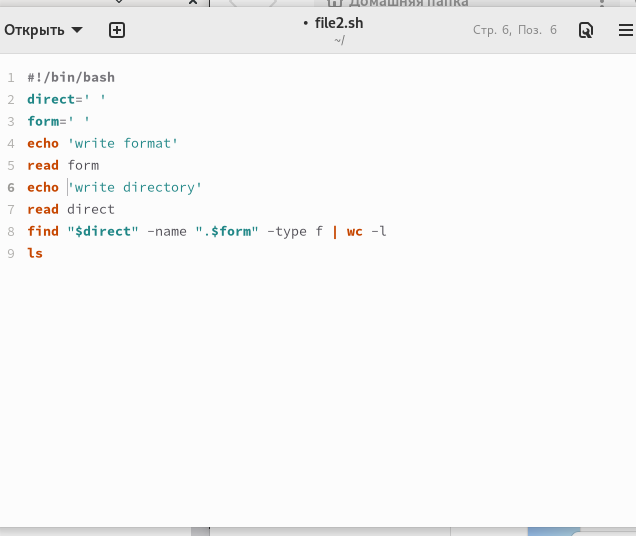 Домашняя папка
Открыть • file2.sh Стр. 6, Поз. 6
~/
1 #!/bin/bash
2 direct=' '
3 form=' '
4 echo 'write format'
5 read form
6 echo 'write directory'
7 read direct
8 find "$direct" -name ".$form" -type f | wc -l
9 ls